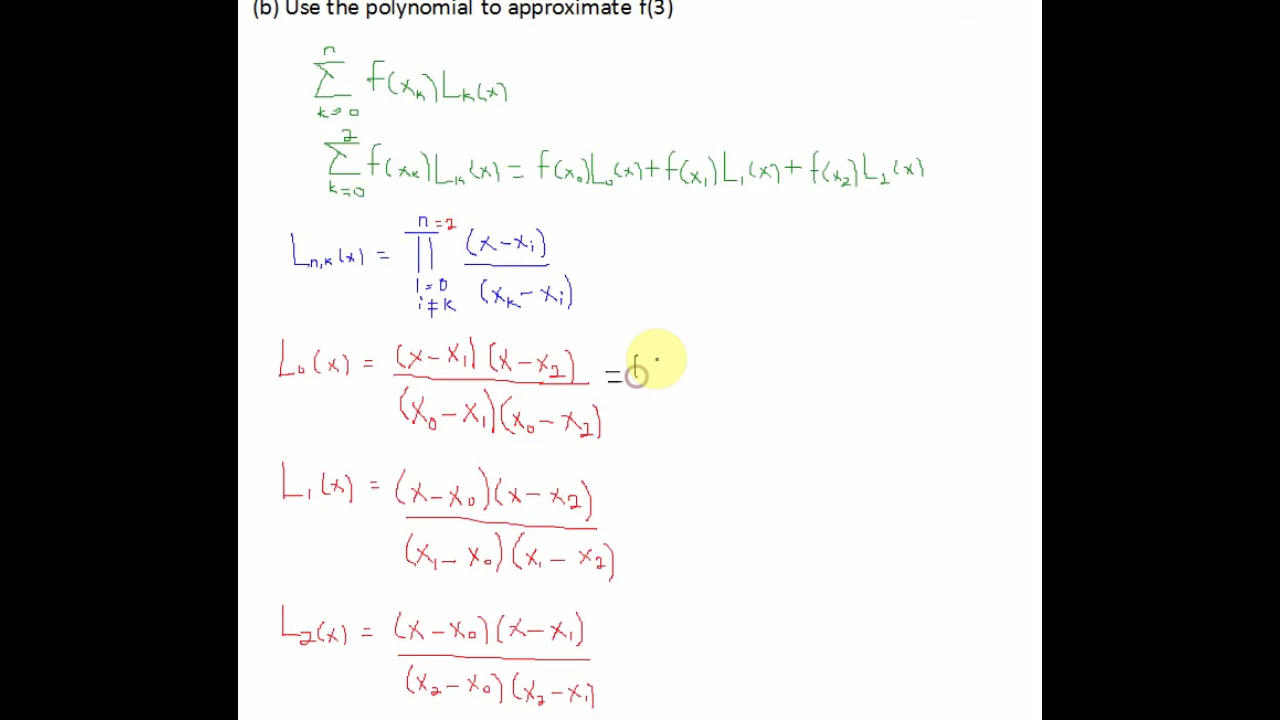 (b) Use the polynomial to approximate f(3)
n
∑ f(xₖ)Lₖ(x)
k=0
2
∑ f(xₖ)Lₖ(x) = f(x₀)L₀(x) + f(x₁)L₁(x) + f(x₂)L₂(x)
k=0
n=2
Lₙ,ₖ(x) = ∏ (x-xᵢ) / (xₖ-xᵢ)
i=0
i≠k
L₀(x) = (x-x₁)(x-x₂) / (x₀-x₁)(x₀-x₂) = (
L₁(x) = (x-x₀)(x-x₂) / (x₁-x₀)(x₁-x₂)
L₂(x) = (x-x₀)(x-x₁) / (x₂-x₀)(x₂-x₁)